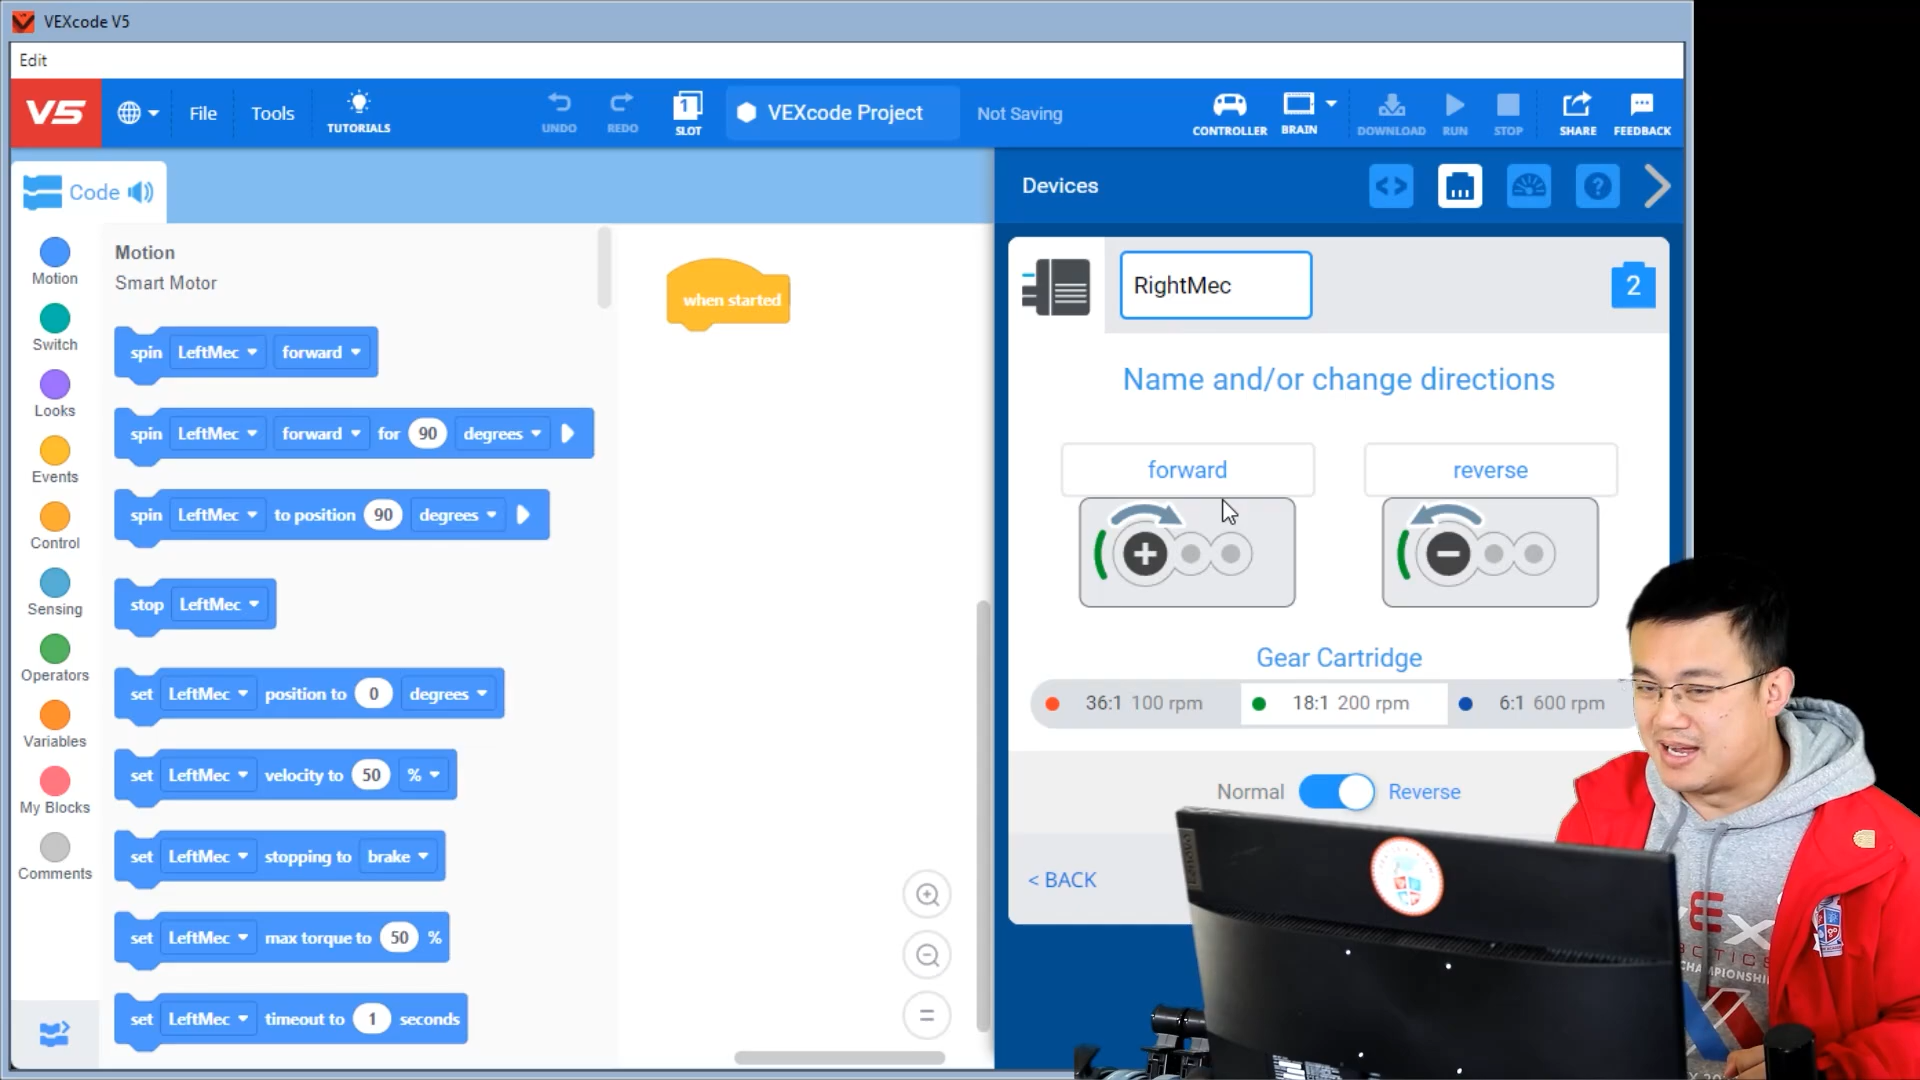 VEXcode V5
Edit
V5
File
Tools
TUTORIALS
UNDO
REDO
1
SLOT
VEXcode Project
Not Saving
CONTROLLER
BRAIN
DOWNLOAD
RUN
STOP
SHARE
FEEDBACK
Code
Devices
Motion
Switch
Looks
Events
Control
Sensing
Operators
Variables
My Blocks
Comments
Motion
Smart Motor
spin LeftMec forward
spin LeftMec forward for 90 degrees
spin LeftMec to position 90 degrees
stop LeftMec
set LeftMec position to 0 degrees
set LeftMec velocity to 50 %
set LeftMec stopping to brake
set LeftMec max torque to 50 %
set LeftMec timeout to 1 seconds
when started
RightMec
2
Name and/or change directions
forward
reverse
Gear Cartridge
36:1 100 rpm
18:1 200 rpm
6:1 600 rpm
Normal
Reverse
< BACK
Lenovo